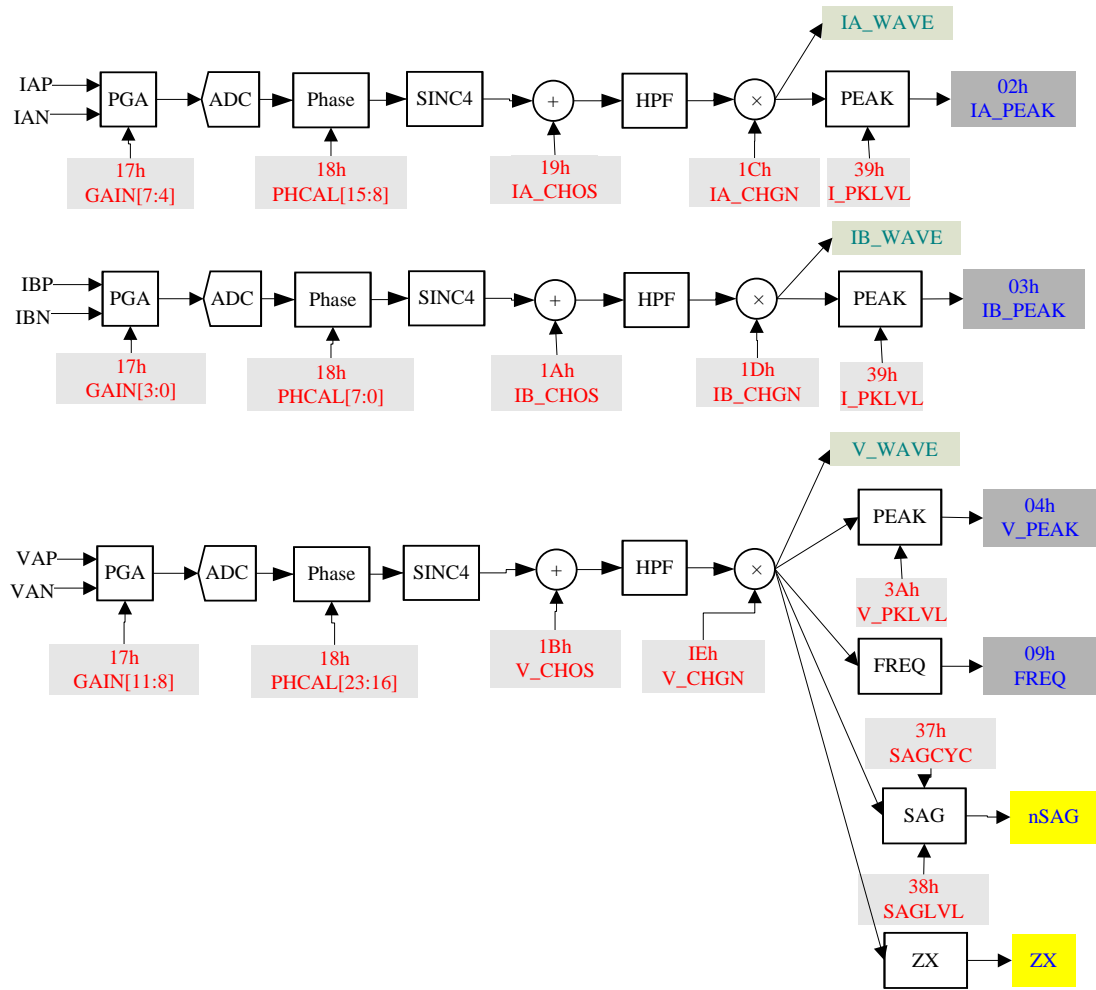 IA_WAVE
IAP
IAN
PGA
ADC
Phase
SINC4
+
HPF
×
PEAK
02h
IA_PEAK
17h
GAIN[7:4]
18h
PHCAL[15:8]
19h
IA_CHOS
1Ch
IA_CHGN
39h
I_PKLVL
IB_WAVE
IBP
IBN
PGA
ADC
Phase
SINC4
+
HPF
×
PEAK
03h
IB_PEAK
17h
GAIN[3:0]
18h
PHCAL[7:0]
1Ah
IB_CHOS
1Dh
IB_CHGN
39h
I_PKLVL
V_WAVE
PEAK
04h
V_PEAK
VAP
VAN
PGA
ADC
Phase
SINC4
+
HPF
×
3Ah
V_PKLVL
17h
GAIN[11:8]
18h
PHCAL[23:16]
1Bh
V_CHOS
IEh
V_CHGN
FREQ
09h
FREQ
37h
SAGCYC
SAG
nSAG
38h
SAGLVL
ZX
ZX